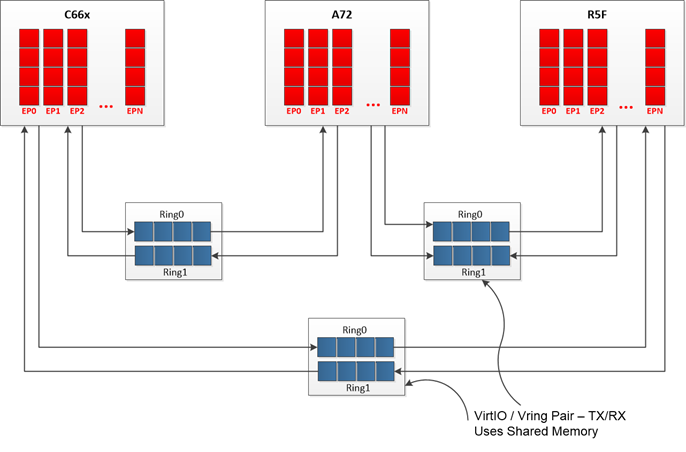 C66x
A72
R5F
EP0 EP1 EP2 ... EPN
EP0 EP1 EP2 ... EPN
EP0 EP1 EP2 ... EPN
Ring0
Ring1
Ring0
Ring1
Ring0
Ring1
VirtIO / Vring Pair – TX/RX
Uses Shared Memory